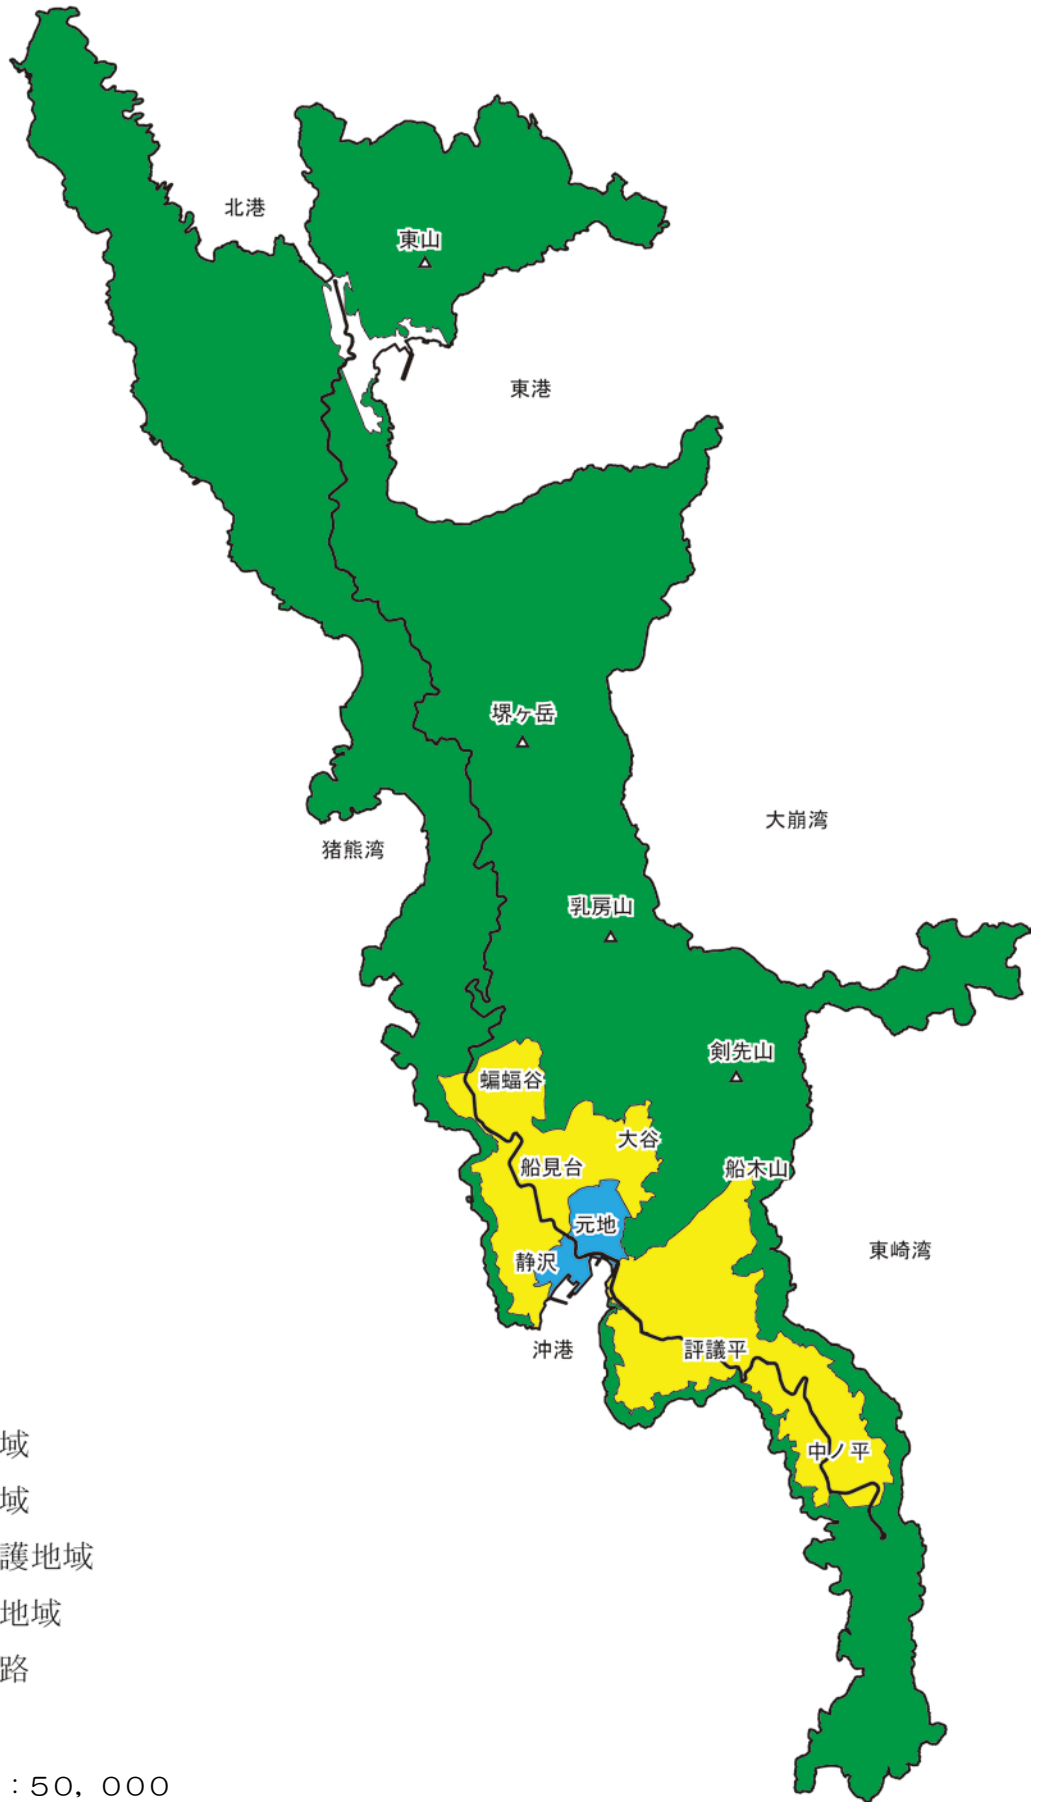 北港
東山
東港
堺ヶ岳
大崩湾
猪熊湾
乳房山
剣先山
蝙蝠谷
大谷
船見台
船木山
元地
東崎湾
静沢
沖港
評議平
中ノ平
域
域
護地域
地域
路
:50,000